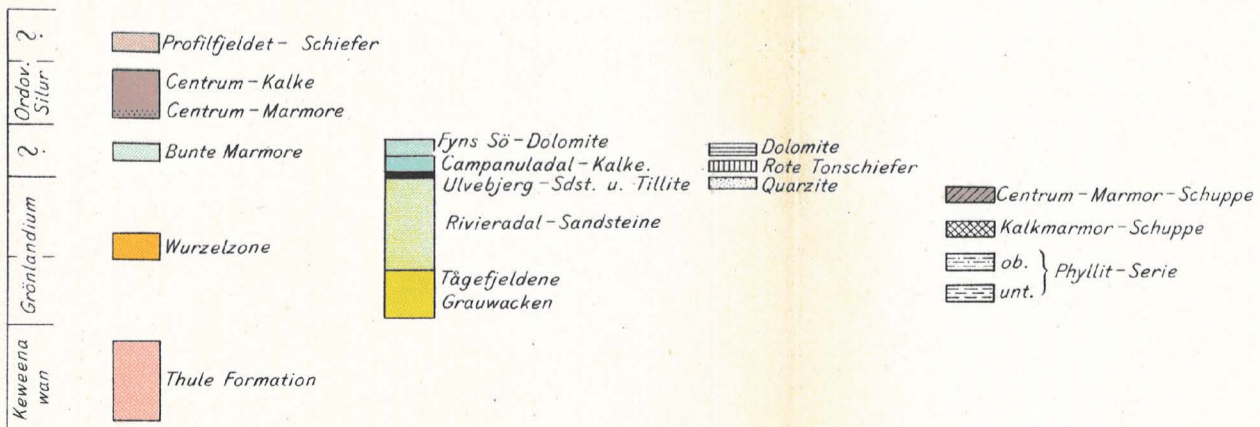 ?
Ordov. Silur
?
Grönlandium
Keweena wan
Profilfjeldet-Schiefer
Centrum-Kalke
Centrum-Marmore
Bunte Marmore
Wurzelzone
Thule Formation
Fyns Sö-Dolomite
Campanuladal-Kalke.
Ulvebjerg-Sdst. u. Tillite
Rivieradal-Sandsteine
Tågefjeldene
Grauwacken
Dolomite
Rote Tonschiefer
Quarzite
Centrum-Marmor-Schuppe
Kalkmarmor-Schuppe
ob.
unt.
Phyllit-Serie